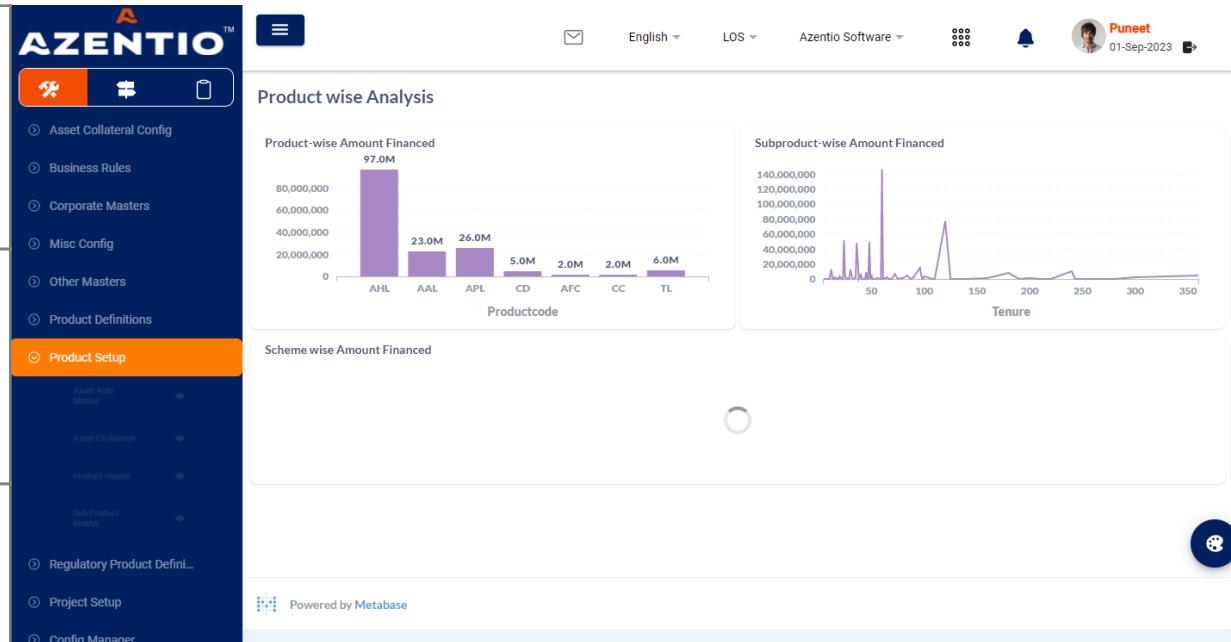 AZENTIO™
English
LOS
Azentio Software
Puneet
01-Sep-2023
Asset Collateral Config
Business Rules
Corporate Masters
Misc Config
Other Masters
Product Definitions
Product Setup
Asset Auto
Master
Asset CD Master
Product master
Sub Product
Master
Regulatory Product Defini...
Project Setup
Config Manager
Product wise Analysis
Product-wise Amount Financed
97.0M
80,000,000
60,000,000
40,000,000
20,000,000
0
23.0M
26.0M
5.0M
2.0M
2.0M
6.0M
AHL
AAL
APL
CD
AFC
CC
TL
Productcode
Subproduct-wise Amount Financed
140,000,000
120,000,000
100,000,000
80,000,000
60,000,000
40,000,000
20,000,000
0
50
100
150
200
250
300
350
Tenure
Scheme wise Amount Financed
Powered by Metabase